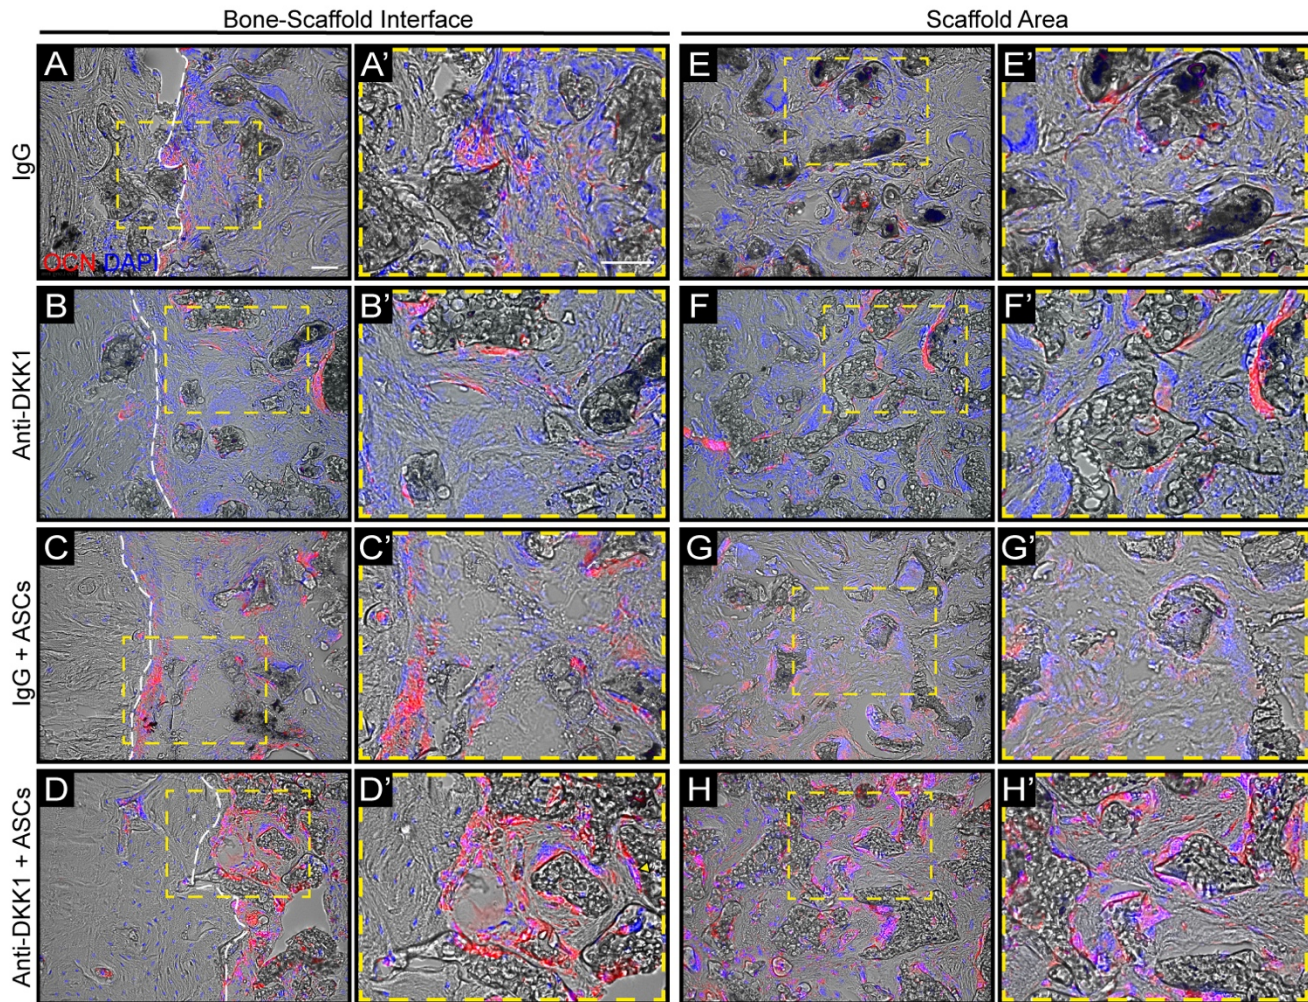 Bone-Scaffold Interface
Scaffold Area
IgG
A
A'
E
E'
OCN DAPI
Anti-DKK1
B
B'
F
F'
IgG + ASCs
C
C'
G
G'
Anti-DKK1 + ASCs
D
D'
H
H'